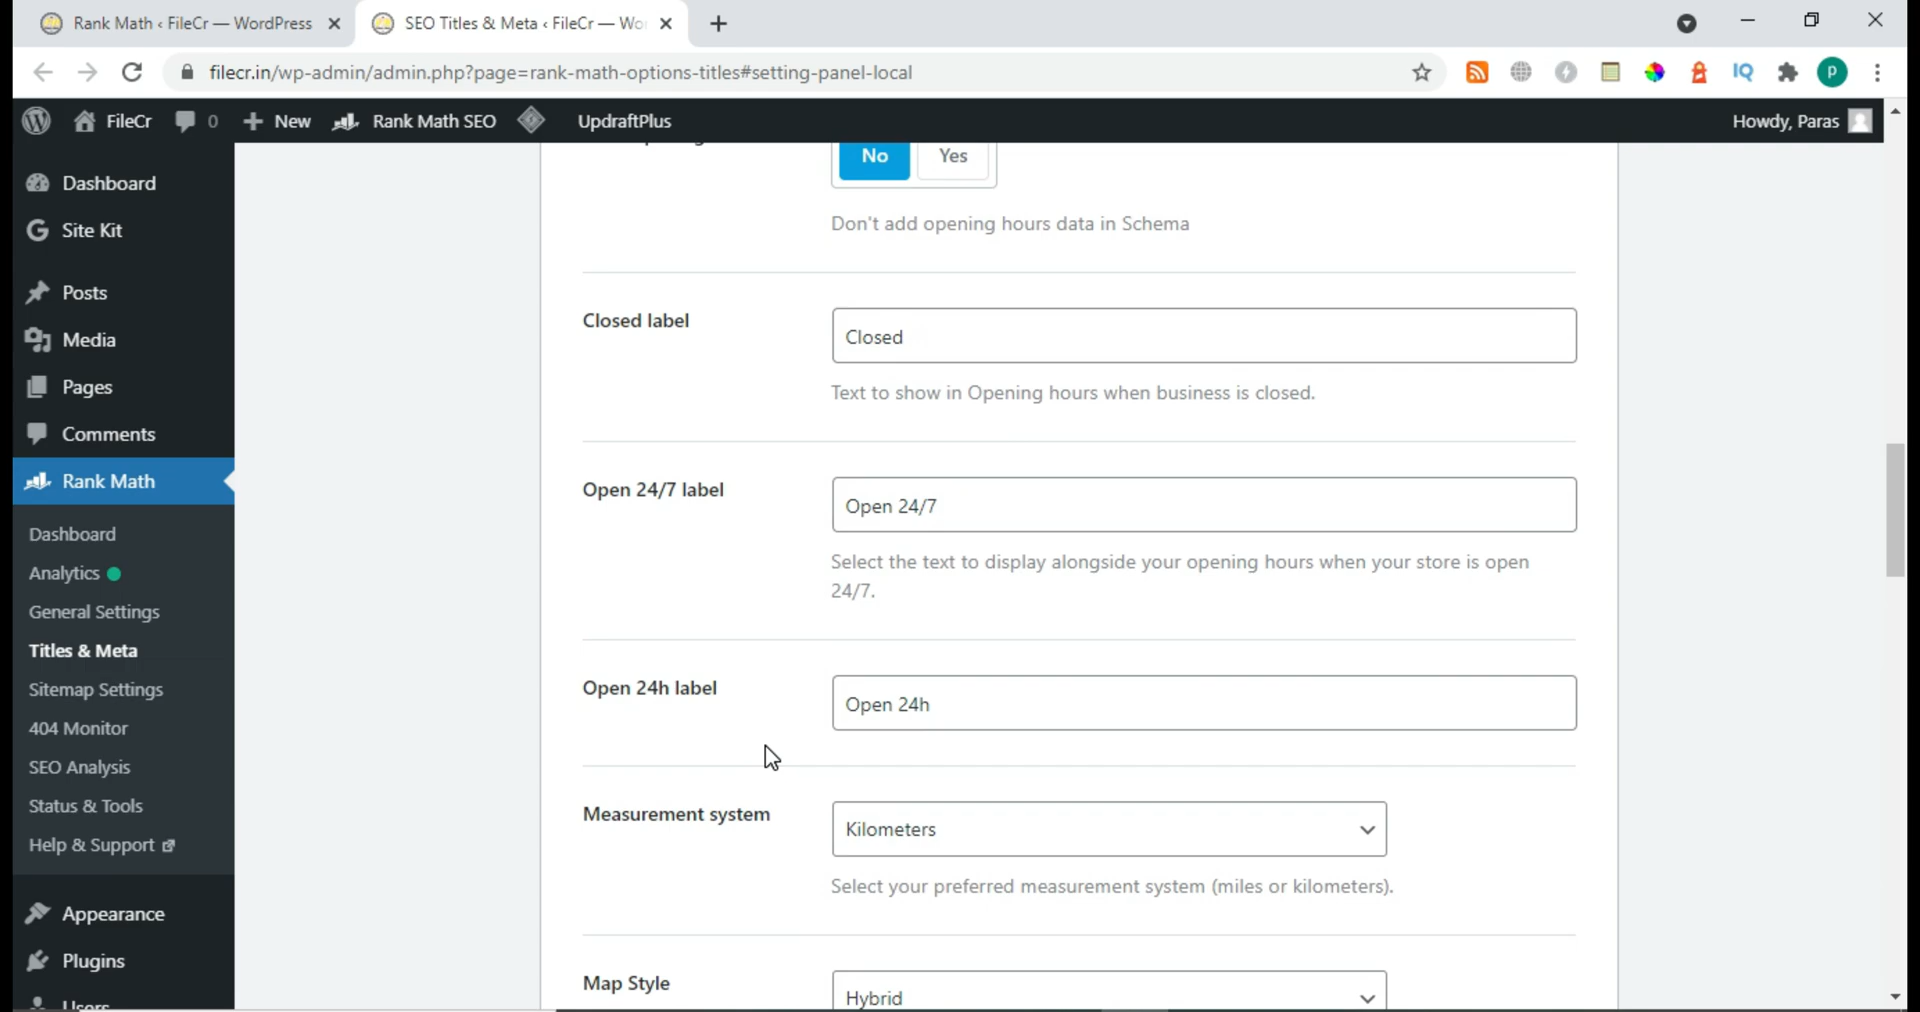 Rank Math ‹ FileCr — WordPress
SEO Titles & Meta ‹ FileCr — Wor
filecr.in/wp-admin/admin.php?page=rank-math-options-titles#setting-panel-local
IQ
P
FileCr
0
New
Rank Math SEO
UpdraftPlus
Howdy, Paras
Dashboard
Site Kit
Posts
Media
Pages
Comments
Rank Math
Dashboard
Analytics
General Settings
Titles & Meta
Sitemap Settings
404 Monitor
SEO Analysis
Status & Tools
Help & Support
Appearance
Plugins
Users
No
Yes
Don't add opening hours data in Schema
Closed label
Closed
Text to show in Opening hours when business is closed.
Open 24/7 label
Open 24/7
Select the text to display alongside your opening hours when your store is open
24/7.
Open 24h label
Open 24h
Measurement system
Kilometers
Select your preferred measurement system (miles or kilometers).
Map Style
Hybrid